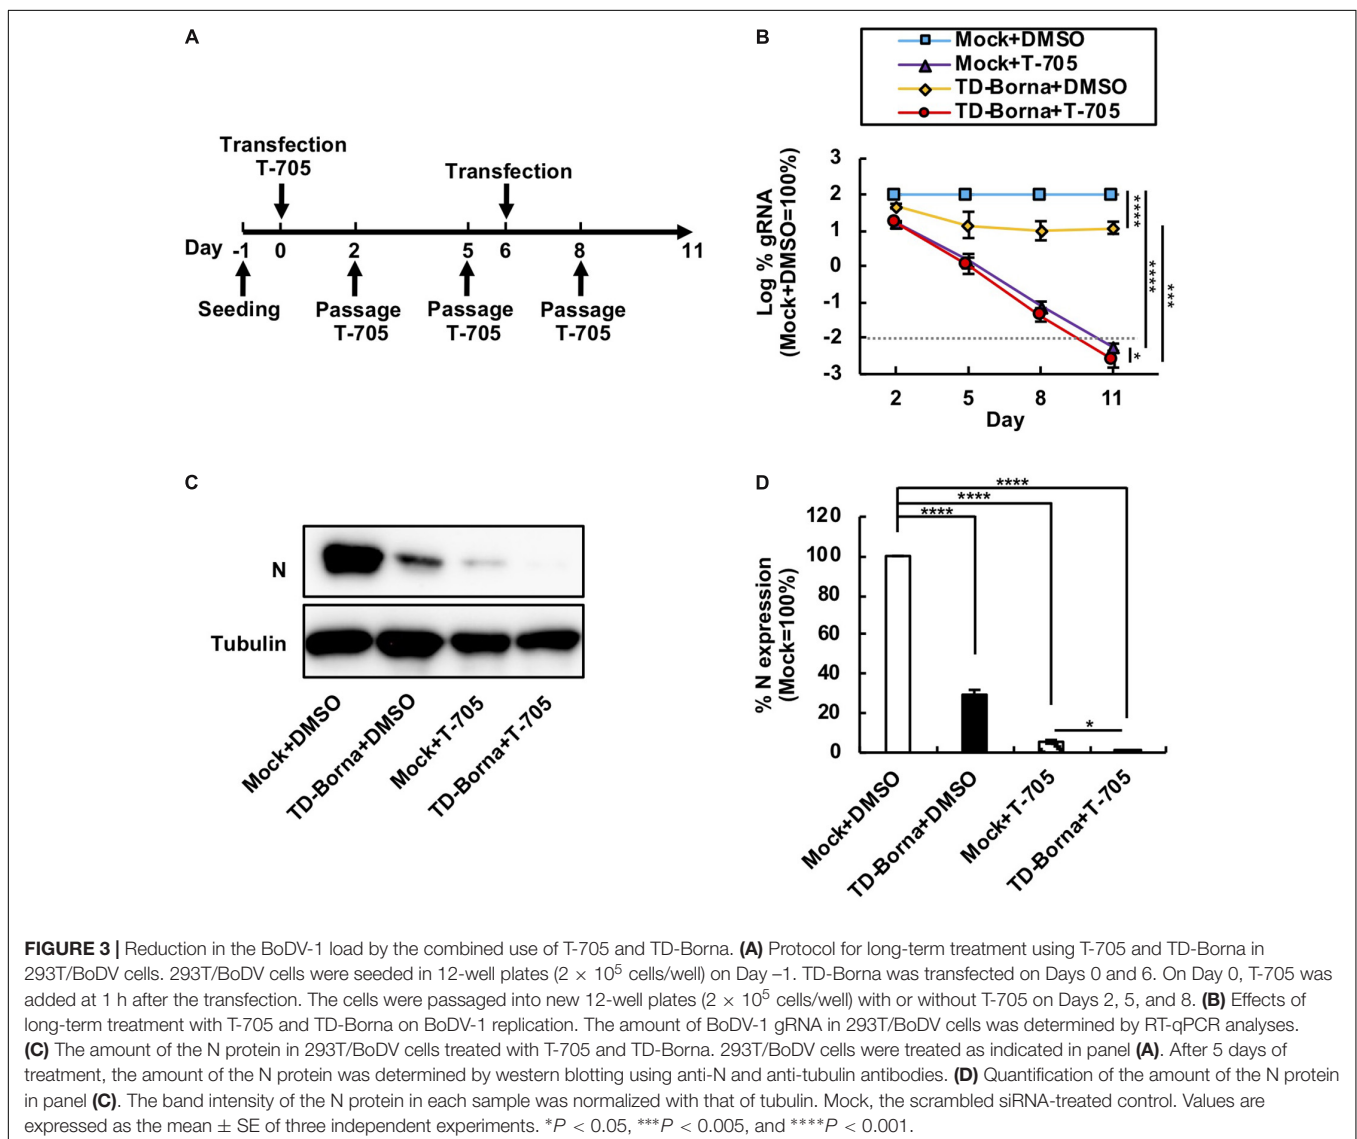 A
Transfection
T-705
Transfection
Day -1 0 2 5 6 8 11
Seeding
Passage
T-705
Passage
T-705
Passage
T-705
B
Mock+DMSO
Mock+T-705
TD-Borna+DMSO
TD-Borna+T-705
Log % gRNA
(Mock+DMSO=100%)
3
2
1
0
-1
-2
-3
2 5 8 11
Day
****
****
***
*
C
N
Tubulin
Mock+DMSO
TD-Borna+DMSO
Mock+T-705
TD-Borna+T-705
D
% N expression
(Mock=100%)
120
100
80
60
40
20
0
****
****
****
*
Mock+DMSO
TD-Borna+DMSO
Mock+T-705
TD-Borna+T-705
FIGURE 3 | Reduction in the BoDV-1 load by the combined use of T-705 and TD-Borna. (A) Protocol for long-term treatment using T-705 and TD-Borna in
293T/BoDV cells. 293T/BoDV cells were seeded in 12-well plates (2 × 10⁵ cells/well) on Day –1. TD-Borna was transfected on Days 0 and 6. On Day 0, T-705 was
added at 1 h after the transfection. The cells were passaged into new 12-well plates (2 × 10⁵ cells/well) with or without T-705 on Days 2, 5, and 8. (B) Effects of
long-term treatment with T-705 and TD-Borna on BoDV-1 replication. The amount of BoDV-1 gRNA in 293T/BoDV cells was determined by RT-qPCR analyses.
(C) The amount of the N protein in 293T/BoDV cells treated with T-705 and TD-Borna. 293T/BoDV cells were treated as indicated in panel (A). After 5 days of
treatment, the amount of the N protein was determined by western blotting using anti-N and anti-tubulin antibodies. (D) Quantification of the amount of the N protein
in panel (C). The band intensity of the N protein in each sample was normalized with that of tubulin. Mock, the scrambled siRNA-treated control. Values are
expressed as the mean ± SE of three independent experiments. *P < 0.05, ***P < 0.005, and ****P < 0.001.